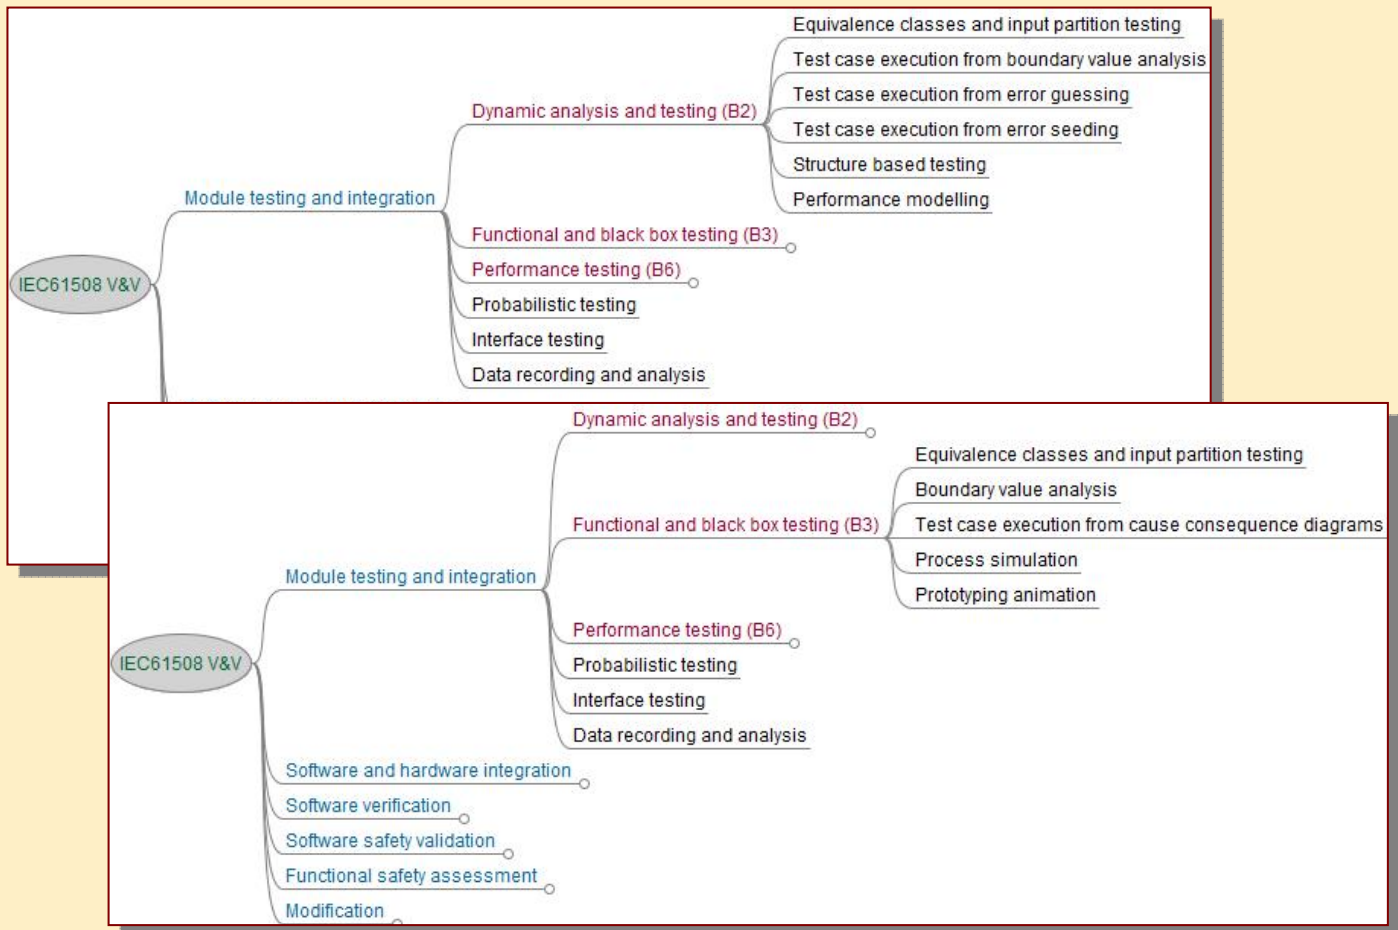 Equivalence classes and input partition testing
Test case execution from boundary value analysis
Dynamic analysis and testing (B2)
Test case execution from error guessing
Test case execution from error seeding
Structure based testing
Performance modelling
Module testing and integration
Functional and black box testing (B3)
Performance testing (B6)
IEC61508 V&V
Probabilistic testing
Interface testing
Data recording and analysis
Dynamic analysis and testing (B2)
Equivalence classes and input partition testing
Boundary value analysis
Functional and black box testing (B3)
Test case execution from cause consequence diagrams
Process simulation
Prototyping animation
Module testing and integration
Performance testing (B6)
IEC61508 V&V
Probabilistic testing
Interface testing
Data recording and analysis
Software and hardware integration
Software verification
Software safety validation
Functional safety assessment
Modification